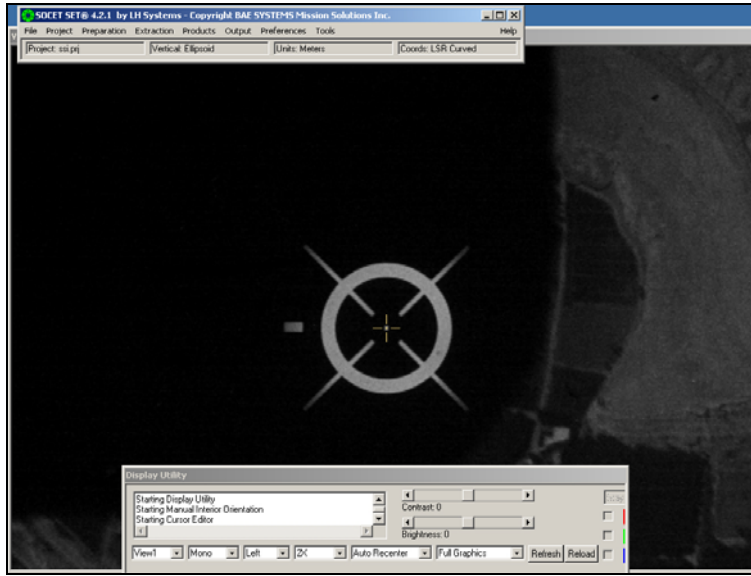 SOCET SET® 4.2.1 by LH Systems - Copyright BAE SYSTEMS Mission Solutions Inc.
File Project Preparation Extraction Products Output Preferences Tools Help
Project: ssi.prj Vertical: Ellipsoid Units: Meters Coords: LSR Curved
Display Utility
Starting Display Utility
Starting Manual Interior Orientation
Starting Cursor Editor
Contrast: 0
Brightness: 0
View1 Mono Left 2X Auto Recenter Full Graphics Refresh Reload